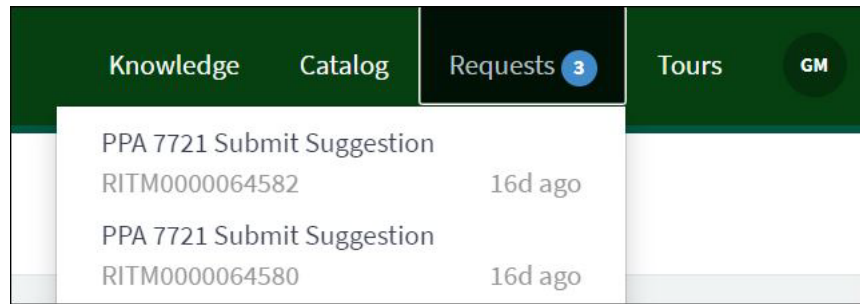 Knowledge Catalog Requests 3 Tours GM
PPA 7721 Submit Suggestion
RITM0000064582 16d ago
PPA 7721 Submit Suggestion
RITM0000064580 16d ago